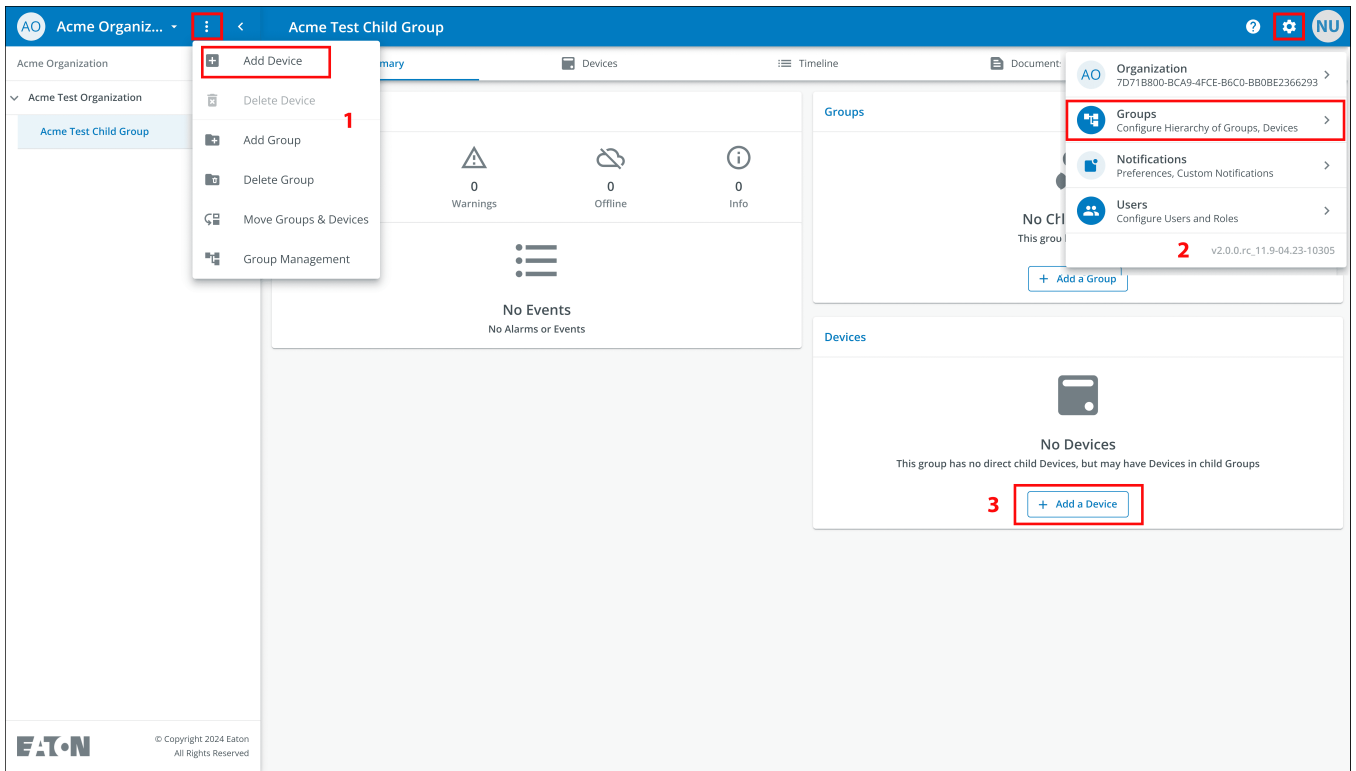 AO Acme Organiz... Acme Test Child Group NU
Acme Organization
Acme Test Organization
Acme Test Child Group
Add Device
Delete Device
1
Add Group
Delete Group
Move Groups & Devices
Group Management
mary
Devices
Timeline
Document
0
Warnings
0
Offline
0
Info
No Events
No Alarms or Events
Groups
No Ch
This grou
+ Add a Group
AO
Organization
7D71B800-BCA9-4FCE-B6C0-BB0BE2366293
Groups
Configure Hierarchy of Groups, Devices
Notifications
Preferences, Custom Notifications
Users
Configure Users and Roles
2
v2.0.0.rc_11.9-04.23-10305
Devices
No Devices
This group has no direct child Devices, but may have Devices in child Groups
3
+ Add a Device
EATON
© Copyright 2024 Eaton
All Rights Reserved